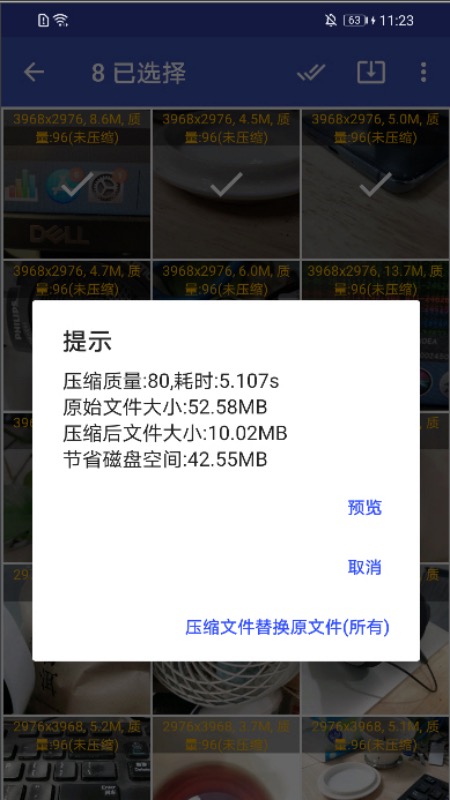 63
11:23
8 已选择
3968x2976, 8.6M, 质
量:96(未压缩)
3968x2976, 4.5M, 质
量:96(未压缩)
3968x2976, 5.0M, 质
量:96(未压缩)
DELL
3968x2976, 4.7M, 质
量:96(未压缩)
3968x2976, 6.0M, 质
量:96(未压缩)
3968x2976, 13.7M, 质
量:96(未压缩)
PHILIPS
提示
压缩质量:80,耗时:5.107s
原始文件大小:52.58MB
压缩后文件大小:10.02MB
节省磁盘空间:42.55MB
预览
取消
压缩文件替换原文件(所有)
质
29
质
2976x3968, 5.2M, 质
量:96(未压缩)
2976x3968, 3.7M, 质
量:96(未压缩)
2976x3968, 5.1M, 质
量:96(未压缩)